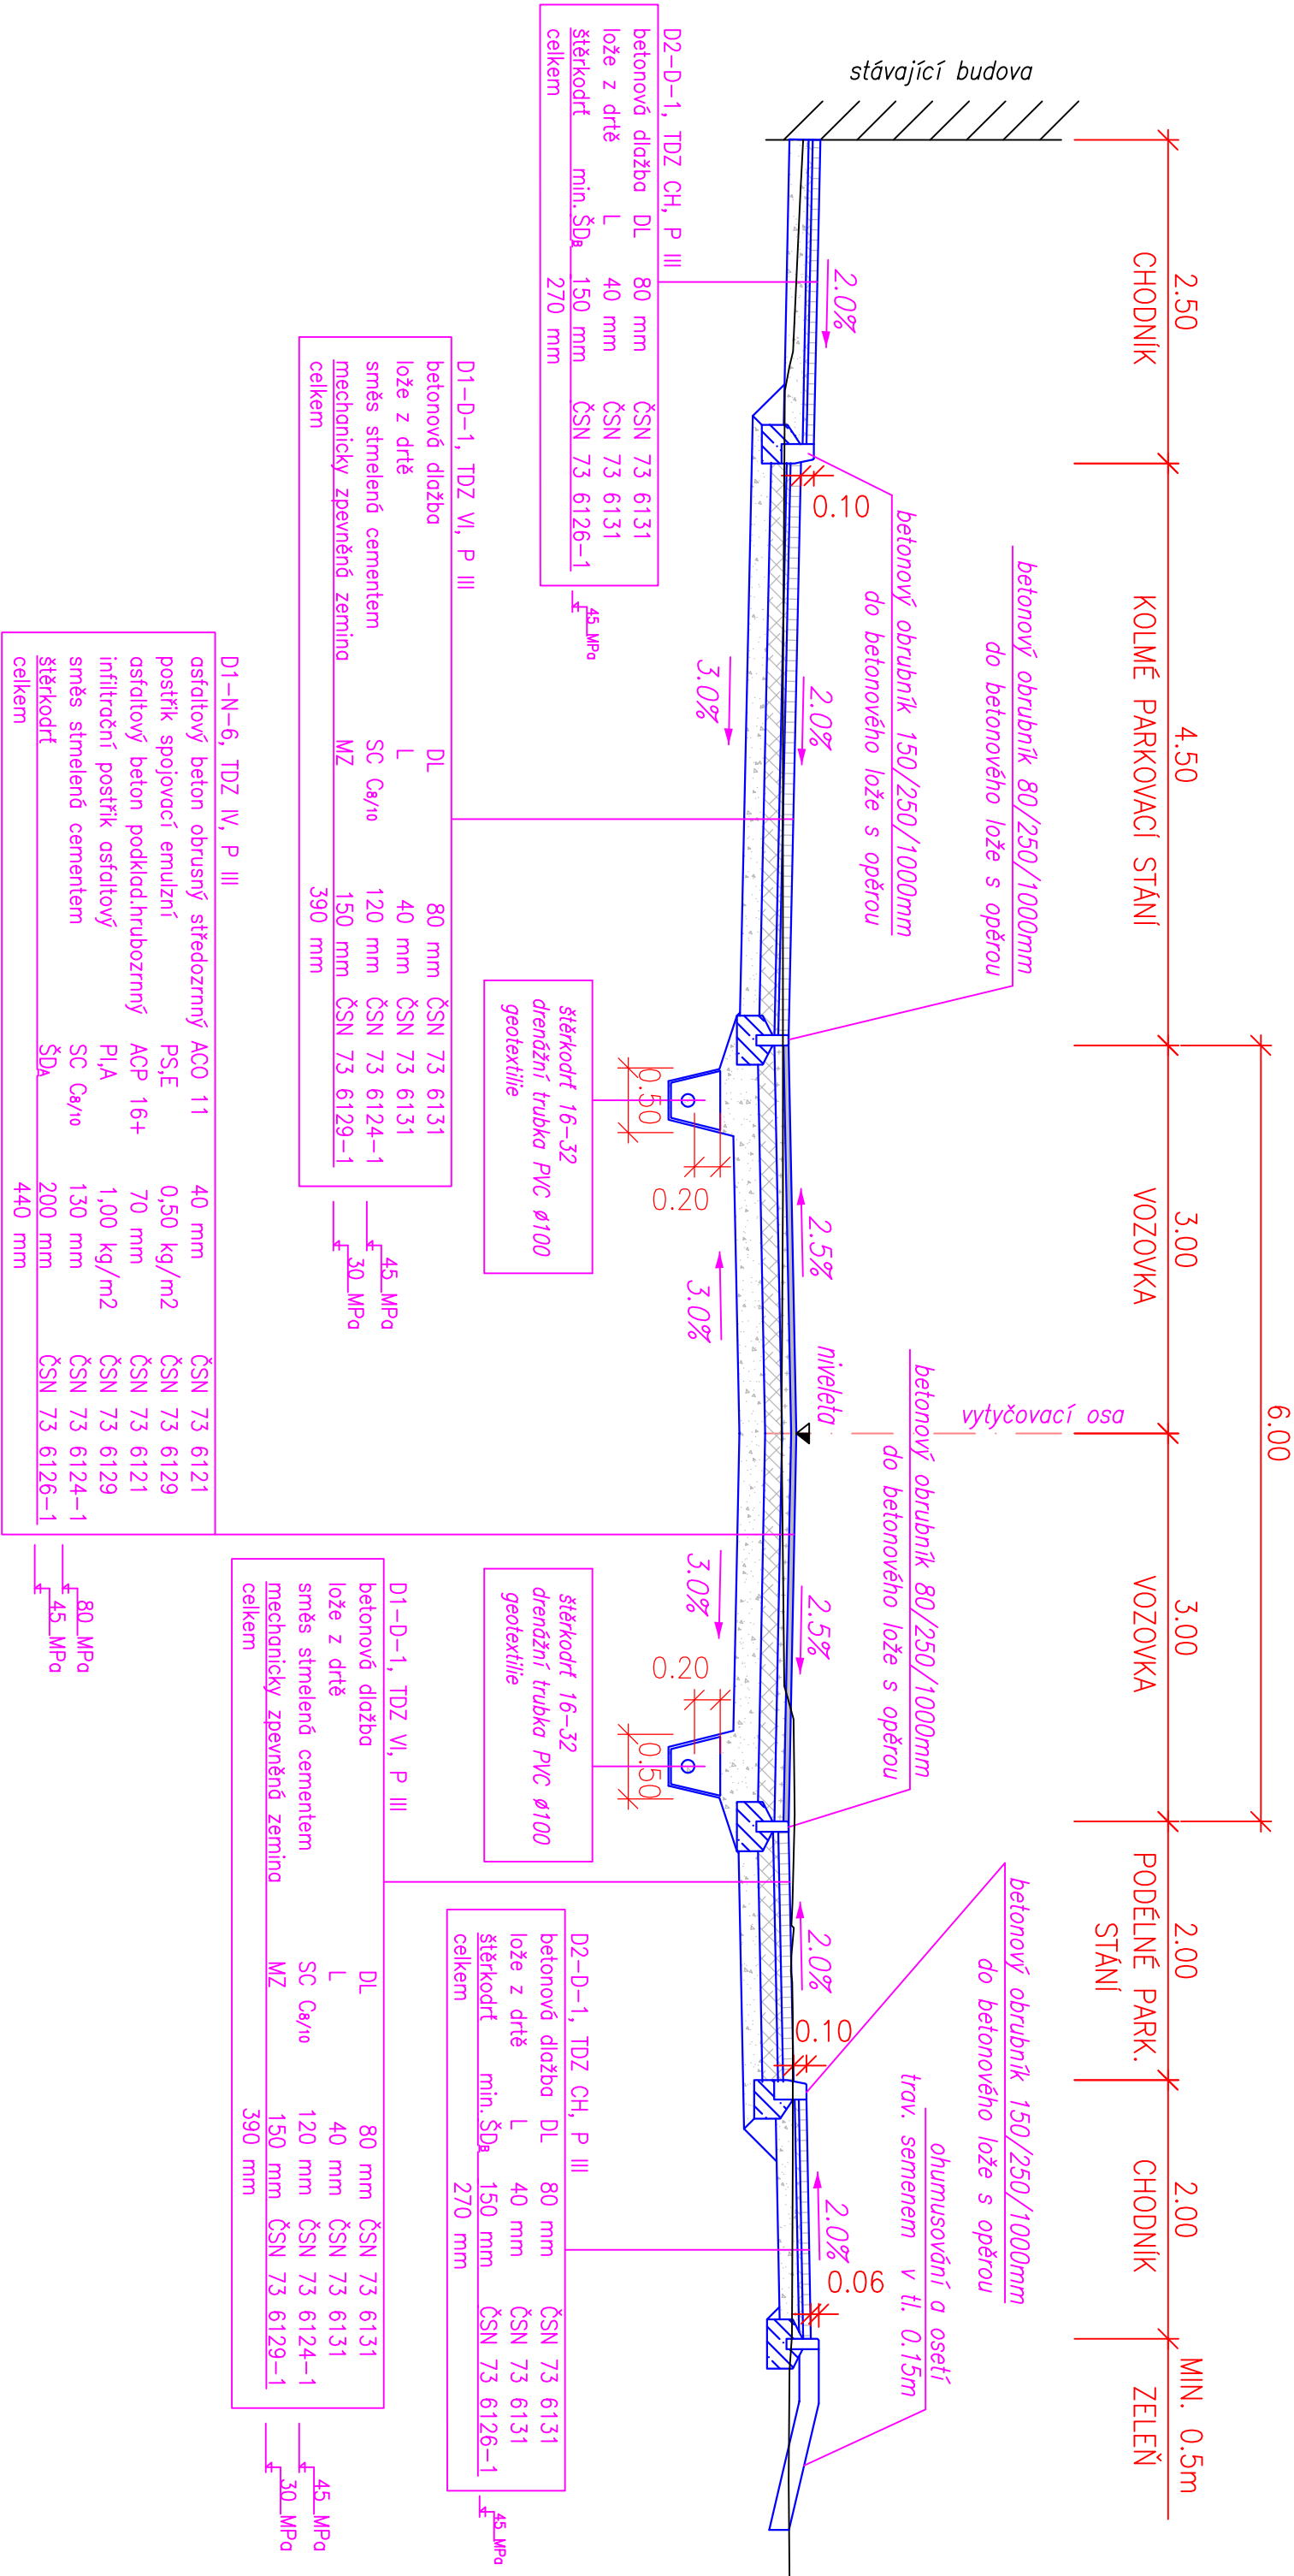 6.00
2.50
4.50
3.00
3.00
2.00
2.00
MIN. 0.5m
CHODNÍK
KOLMÉ PARKOVACÍ STÁNÍ
VOZOVKA
VOZOVKA
PODÉLNÉ PARK.
STÁNÍ
CHODNÍK
ZELEŇ
stávající budova
betonový obrubník 80/250/1000mm
do betonového lože s opěrou
betonový obrubník 150/250/1000mm
do betonového lože s opěrou
vytyčovací osa
niveleta
betonový obrubník 80/250/1000mm
do betonového lože s opěrou
betonový obrubník 150/250/1000mm
do betonového lože s opěrou
ohumusování a osetí
trav. semenem v tl. 0.15m
2.0%
0.10
2.0%
2.5%
2.5%
2.0%
0.10
2.0%
0.06
3.0%
3.0%
3.0%
0.20
0.50
0.20
0.50
D2-D-1, TDZ CH, P III
betonová dlažba DL 80 mm ČSN 73 6131
lože z drtě L 40 mm ČSN 73 6131
štěrkodrť min. ŠDB 150 mm ČSN 73 6126-1
celkem 270 mm
45 MPa
D1-D-1, TDZ VI, P III
betonová dlažba DL 80 mm ČSN 73 6131
lože z drtě L 40 mm ČSN 73 6131
směs stmelená cementem SC C8/10 120 mm ČSN 73 6124-1
mechanicky zpevněná zemina MZ 150 mm ČSN 73 6129-1
celkem 390 mm
45 MPa
30 MPa
štěrkodrť 16-32
drenážní trubka PVC ø100
geotextilie
štěrkodrť 16-32
drenážní trubka PVC ø100
geotextilie
D1-N-6, TDZ IV, P III
asfaltový beton obrusný středozrnný ACO 11 40 mm ČSN 73 6121
postřik spojovací emulzní PS,E 0,50 kg/m2 ČSN 73 6129
asfaltový beton podklad.hrubozrnný ACP 16+ 70 mm ČSN 73 6121
infiltrační postřik asfaltový PI,A 1,00 kg/m2 ČSN 73 6129
směs stmelená cementem SC C8/10 130 mm ČSN 73 6124-1
štěrkodrť ŠDA 200 mm ČSN 73 6126-1
celkem 440 mm
80 MPa
45 MPa
D2-D-1, TDZ CH, P III
betonová dlažba DL 80 mm ČSN 73 6131
lože z drtě L 40 mm ČSN 73 6131
štěrkodrť min. ŠDB 150 mm ČSN 73 6126-1
celkem 270 mm
45 MPa
D1-D-1, TDZ VI, P III
betonová dlažba DL 80 mm ČSN 73 6131
lože z drtě L 40 mm ČSN 73 6131
směs stmelená cementem SC C8/10 120 mm ČSN 73 6124-1
mechanicky zpevněná zemina MZ 150 mm ČSN 73 6129-1
celkem 390 mm
45 MPa
30 MPa